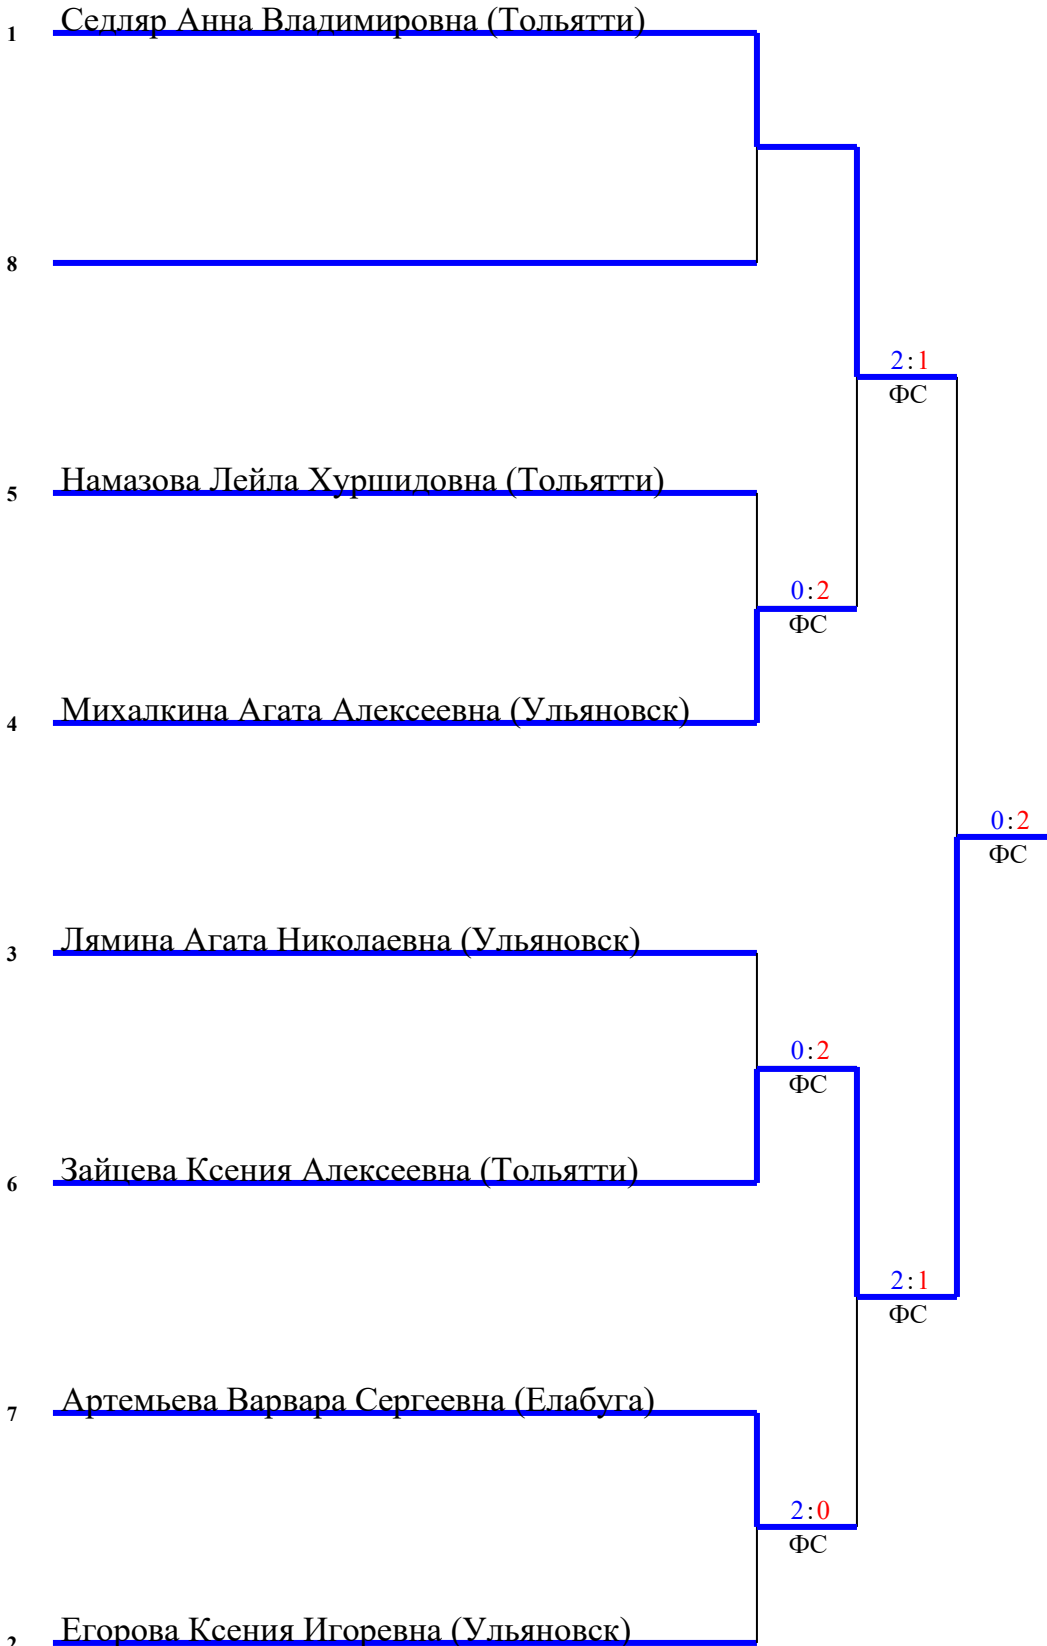 Седляр Анна Владимировна (Тольятти)
1
8
2:1
ФС
Намазова Лейла Хуршидовна (Тольятти)
5
0:2
ФС
Михалкина Агата Алексеевна (Ульяновск)
4
0:2
ФС
Лямина Агата Николаевна (Ульяновск)
3
0:2
ФС
Зайцева Ксения Алексеевна (Тольятти)
6
2:1
ФС
Артемьева Варвара Сергеевна (Елабуга)
7
2:0
ФС
Егорова Ксения Игоревна (Ульяновск)
2